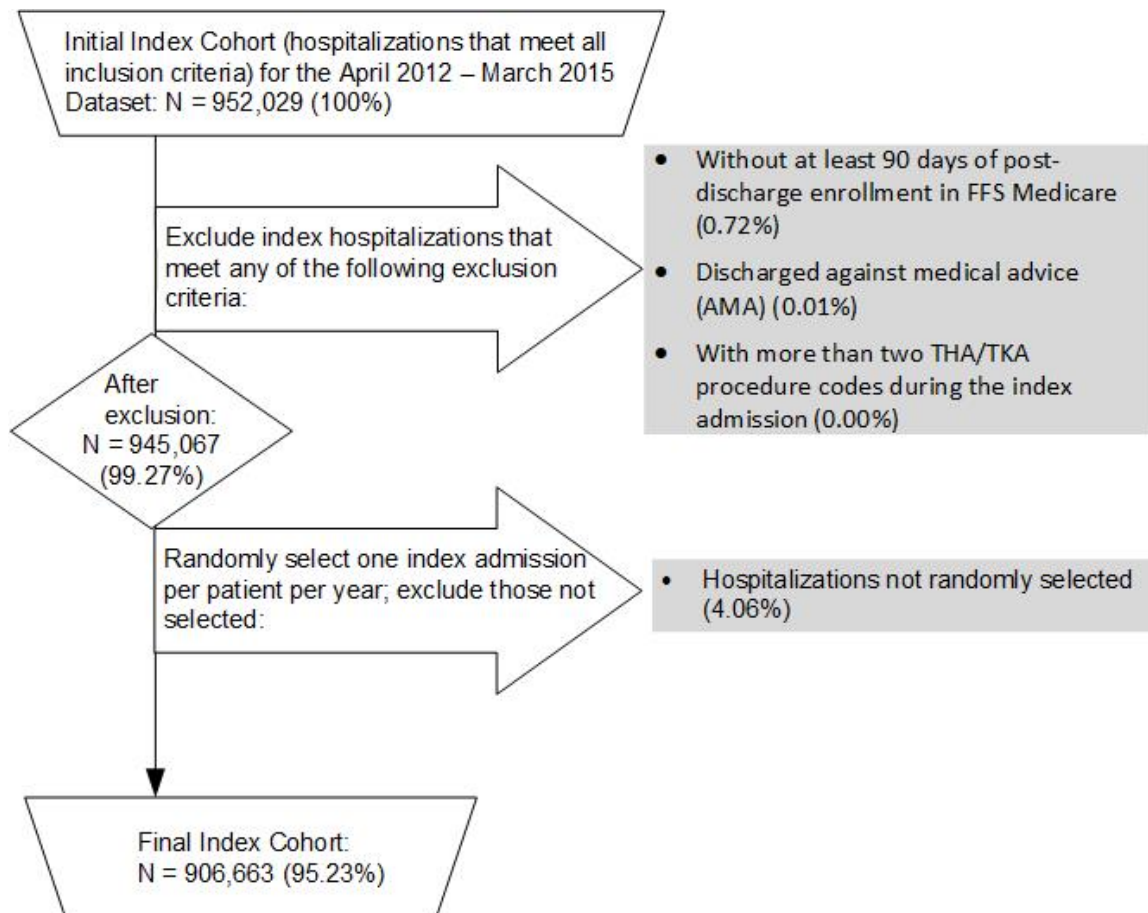 Initial Index Cohort (hospitalizations that meet all
inclusion criteria) for the April 2012 – March 2015
Dataset: N = 952,029 (100%)
Exclude index hospitalizations that
meet any of the following exclusion
criteria:
• Without at least 90 days of post-
discharge enrollment in FFS Medicare
(0.72%)
• Discharged against medical advice
(AMA) (0.01%)
• With more than two THA/TKA
procedure codes during the index
admission (0.00%)
After
exclusion:
N = 945,067
(99.27%)
Randomly select one index admission
per patient per year; exclude those not
selected:
• Hospitalizations not randomly selected
(4.06%)
Final Index Cohort:
N = 906,663 (95.23%)